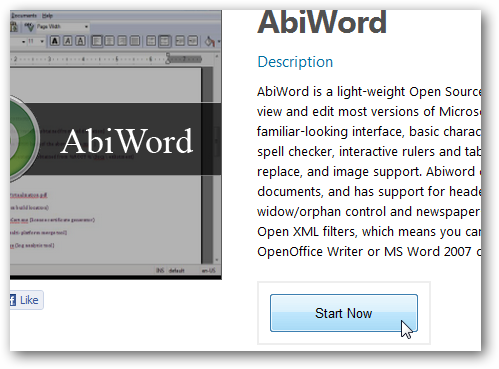 AbiWord
Description
AbiWord is a light-weight Open Source
view and edit most versions of Micros
familiar-looking interface, basic charac
spell checker, interactive rulers and tab
replace, and image support. Abiword
documents, and has support for heade
widow/orphan control and newspaper
Open XML filters, which means you ca
OpenOffice Writer or MS Word 2007
Start Now
Documents Help
Page Width
11
AbiWord
INS default en-US
Like